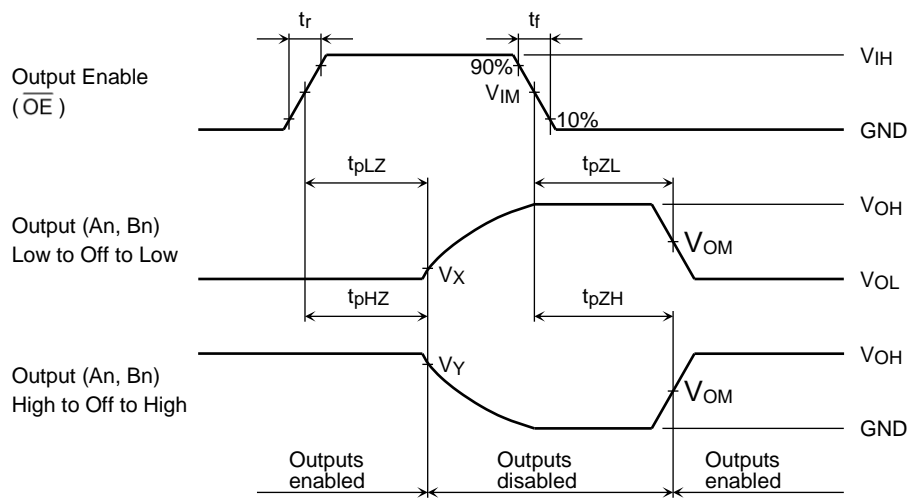 tr
tf
VIH
90%
Output Enable
VIM
( OE )
10%
GND
tpLZ
tpZL
VOH
Output (An, Bn)
VOM
Low to Off to Low
VX
VOL
tpHZ
tpZH
VOH
VY
Output (An, Bn)
VOM
High to Off to High
GND
Outputs enabled
Outputs disabled
Outputs enabled